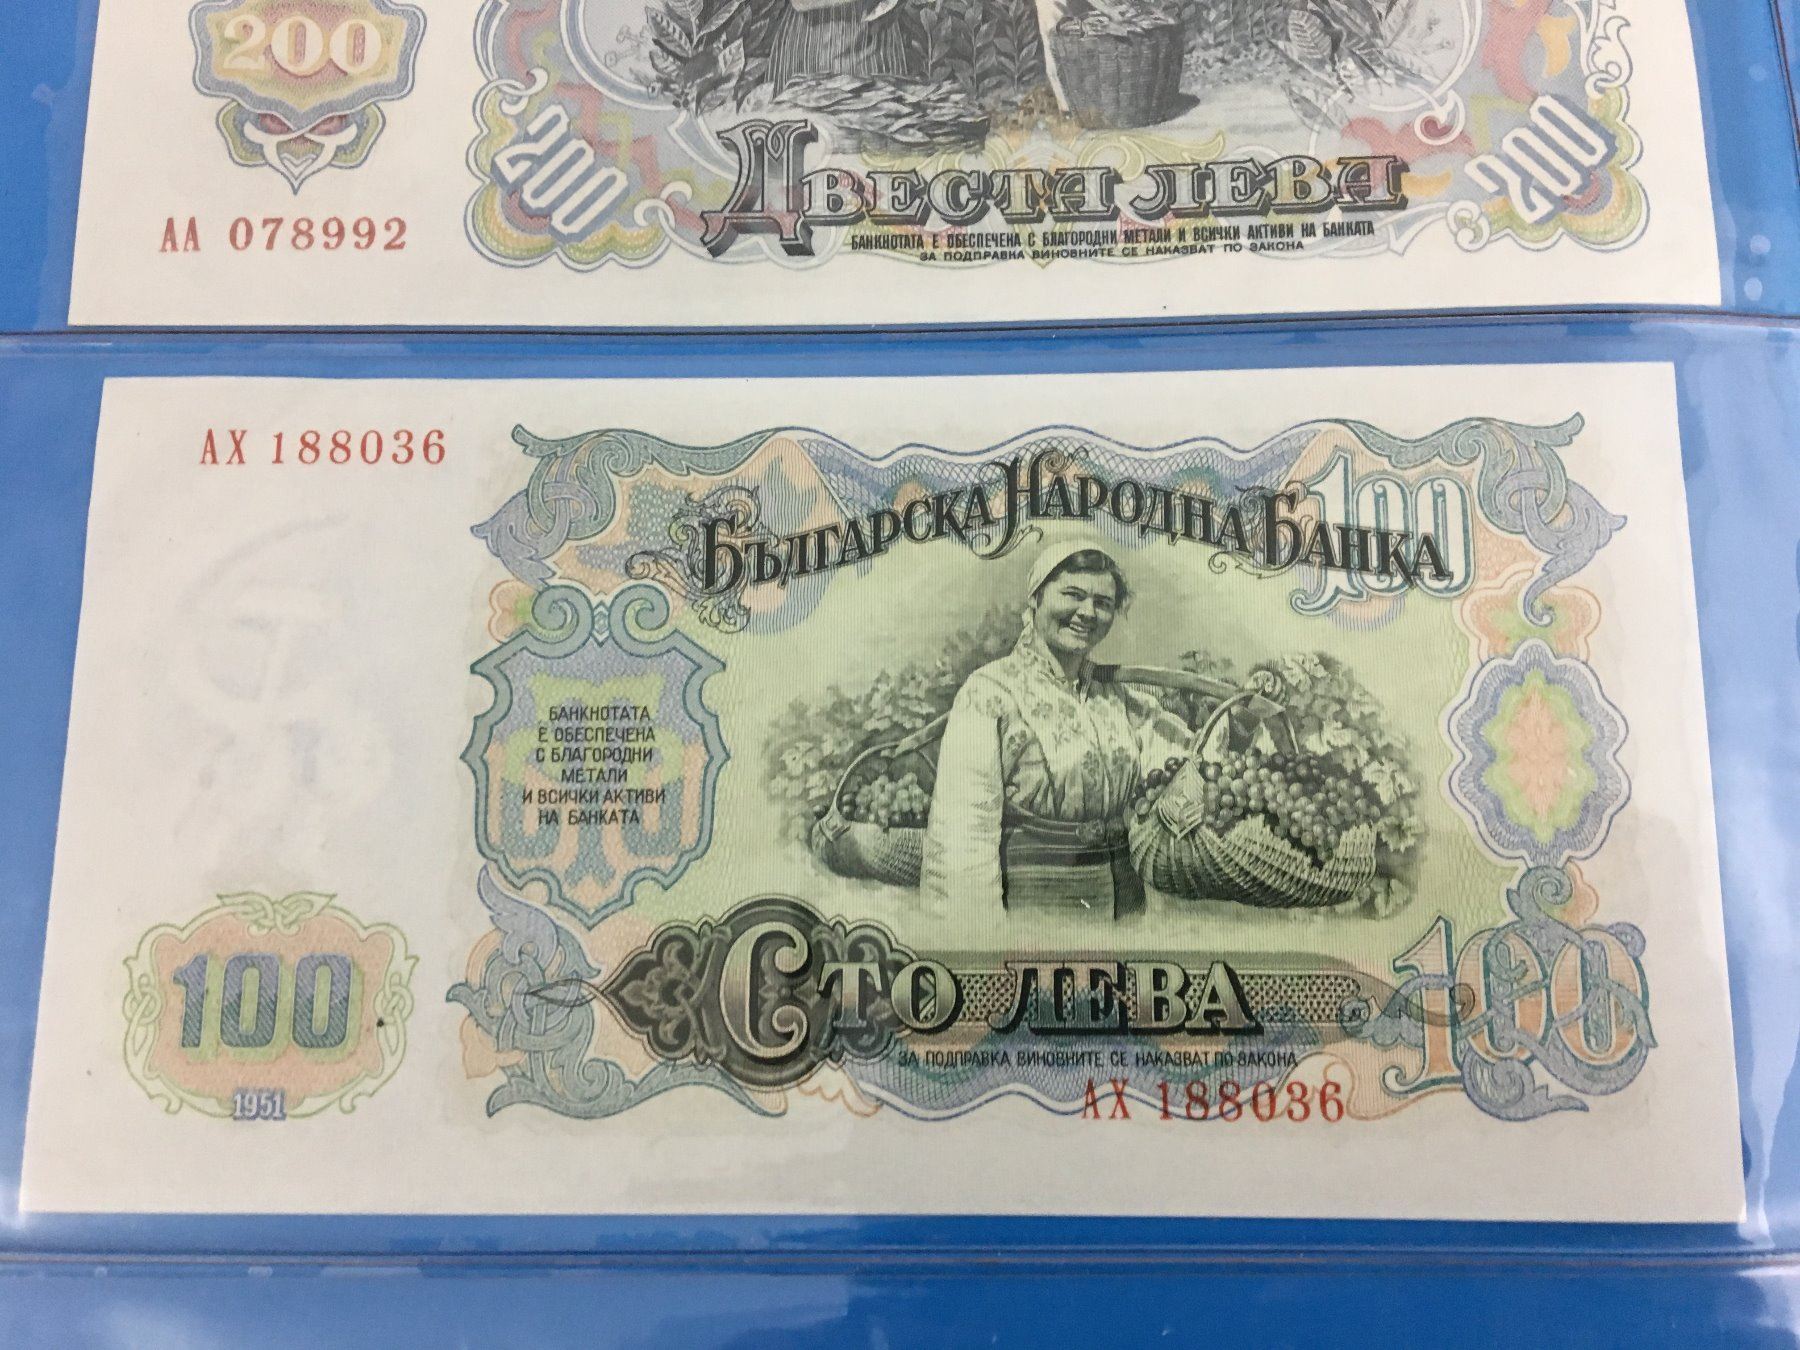 200
200
ДВЕСТА ЛЕВА
200
АА 078992
БАНКНОТАТА Е ОБЕСПЕЧЕНА С БЛАГОРОДНИ МЕТАЛИ И ВСИЧКИ АКТИВИ НА БАНКАТА
ЗА ПОДПРАВКА ВИНОВНИТЕ СЕ НАКАЗВАТ ПО ЗАКОНА
АХ 188036
БЪЛГАРСКА НАРОДНА БАНКА
100
БАНКНОТАТА
Е ОБЕСПЕЧЕНА
С БЛАГОРОДНИ
МЕТАЛИ
И ВСИЧКИ АКТИВИ
НА БАНКАТА
100
СТО ЛЕВА
100
ЗА ПОДПРАВКА ВИНОВНИТЕ СЕ НАКАЗВАТ ПО ЗАКОНА
1951
АХ 188036